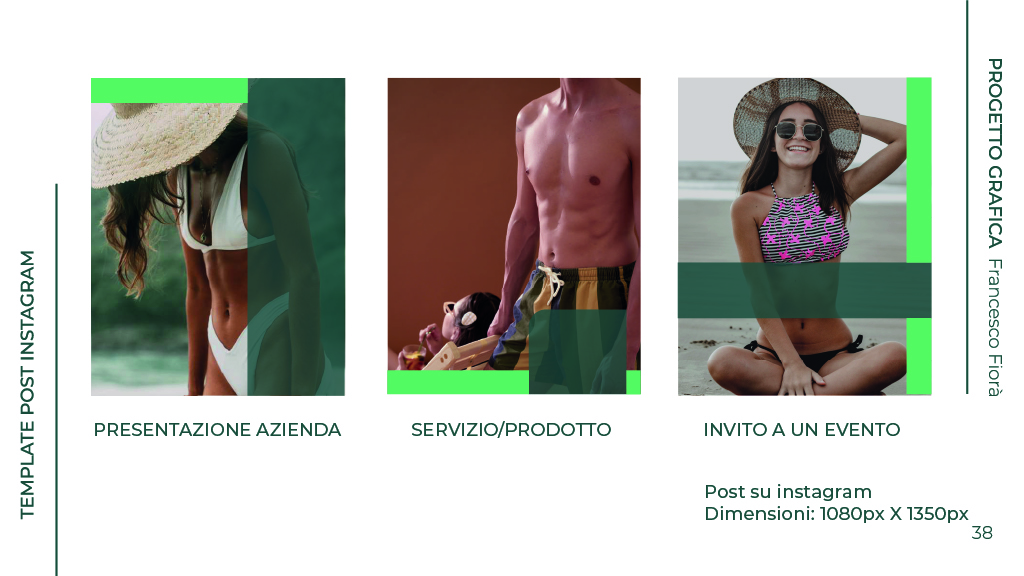 TEMPLATE POST INSTAGRAM
PROGETTO GRAFICA Francesco Fiorà
PRESENTAZIONE AZIENDA
SERVIZIO/PRODOTTO
INVITO A UN EVENTO
Post su instagram
Dimensioni: 1080px X 1350px
38